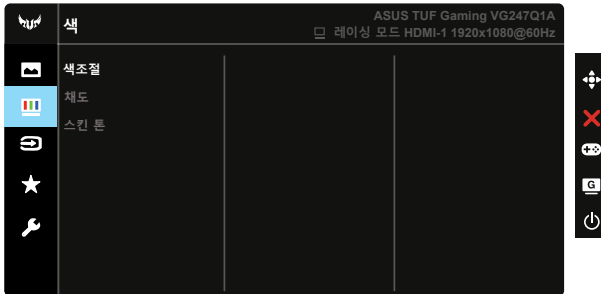 색
ASUS TUF Gaming VG247Q1A
레이싱 모드 HDMI-1 1920x1080@60Hz
색조절
채도
스킨 톤
G